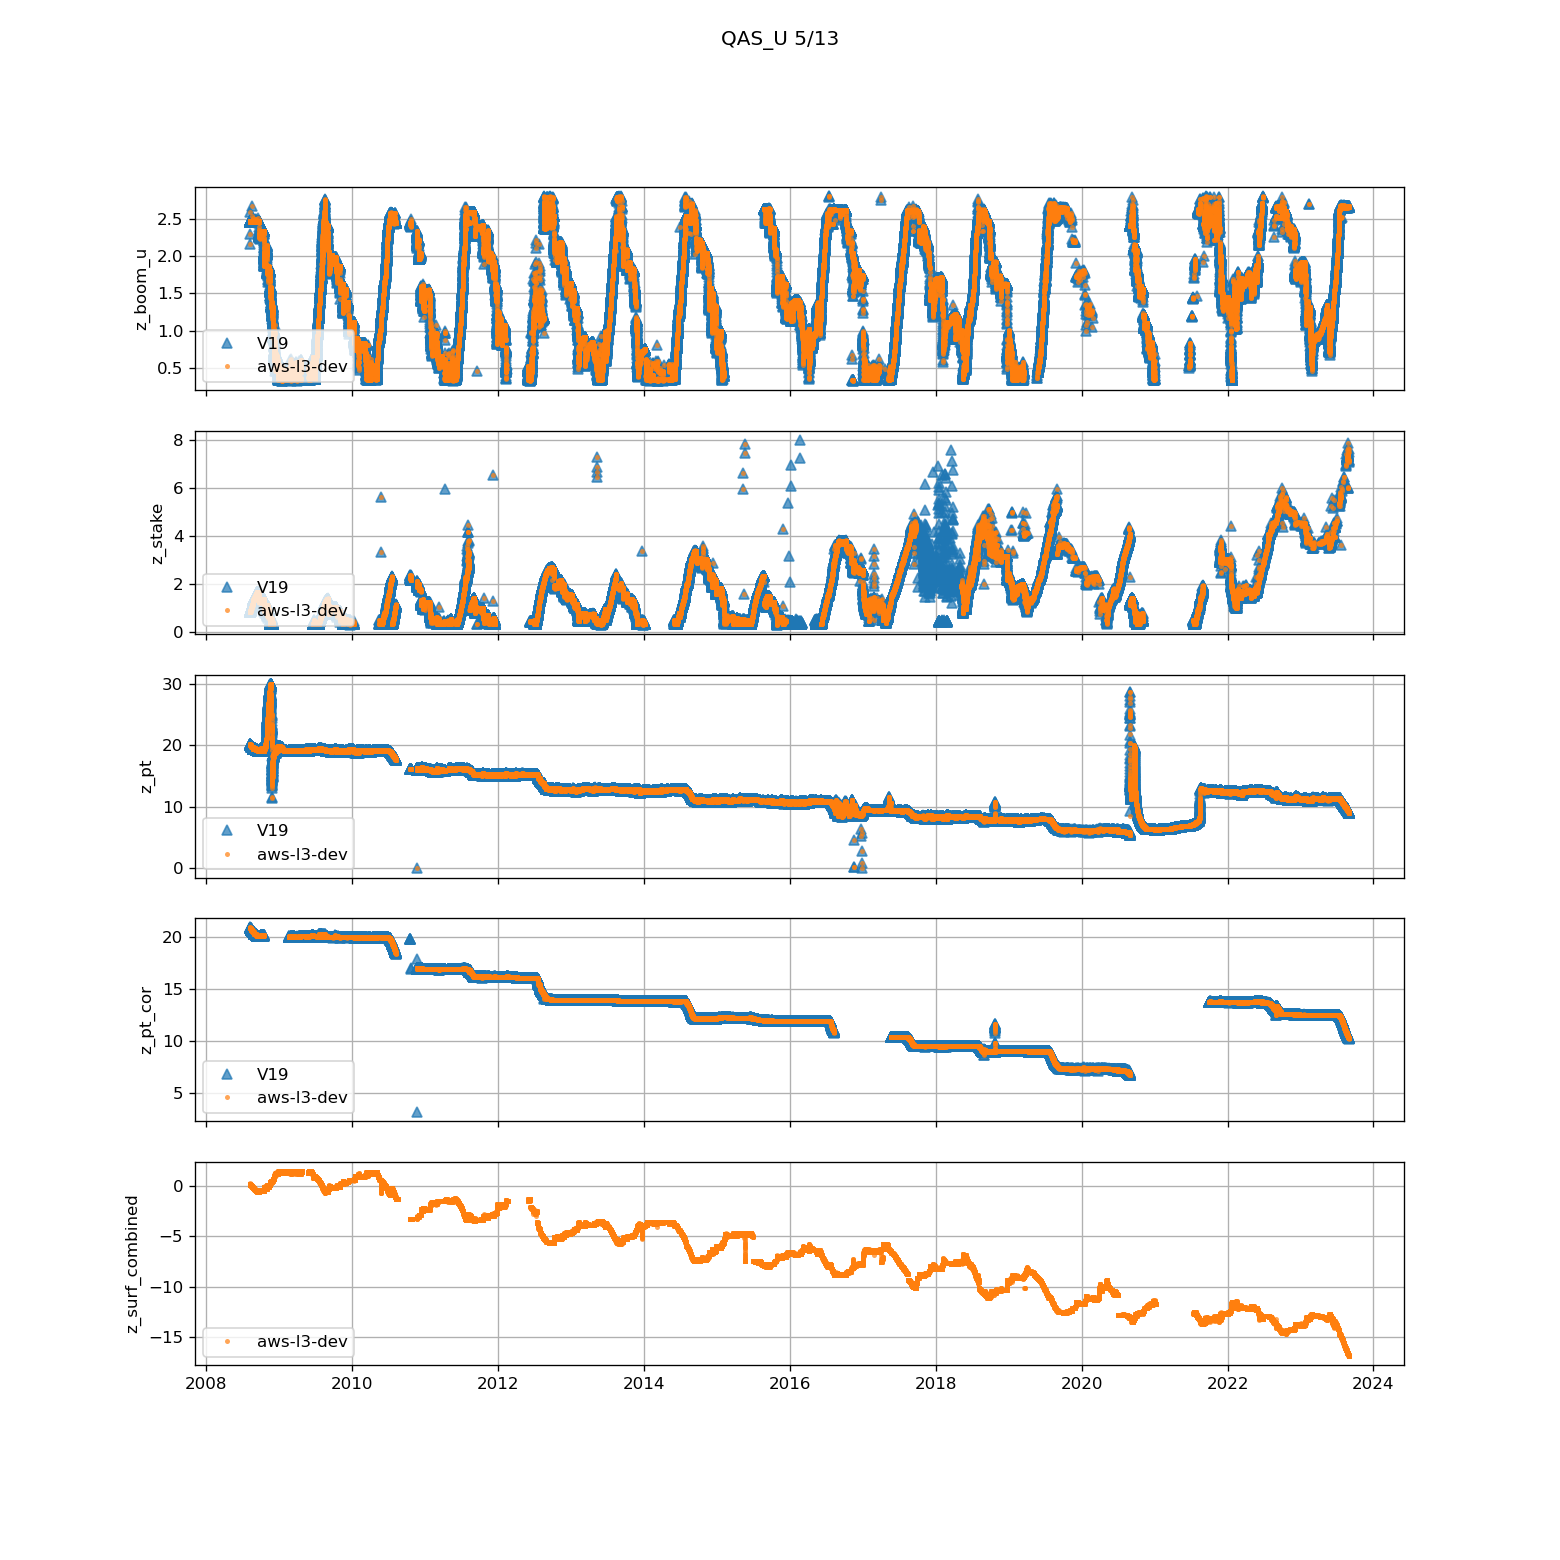 QAS_U 5/13
z_boom_u
2.5
2.0
1.5
1.0
0.5
V19
aws-l3-dev
z_stake
8
6
4
2
0
V19
aws-l3-dev
z_pt
30
20
10
0
V19
aws-l3-dev
z_pt_cor
20
15
10
5
V19
aws-l3-dev
z_surf_combined
0
−5
−10
−15
aws-l3-dev
2008 2010 2012 2014 2016 2018 2020 2022 2024